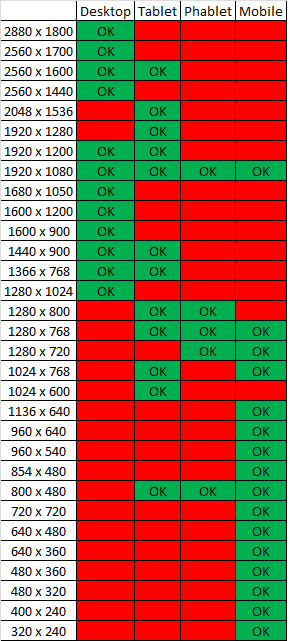 Desktop Tablet Phablet Mobile
2880 x 1800 OK
2560 x 1700 OK
2560 x 1600 OK OK
2560 x 1440 OK
2048 x 1536 OK
1920 x 1280 OK
1920 x 1200 OK OK
1920 x 1080 OK OK OK OK
1680 x 1050 OK
1600 x 1200 OK
1600 x 900 OK
1440 x 900 OK OK
1366 x 768 OK OK
1280 x 1024 OK
1280 x 800 OK OK
1280 x 768 OK OK OK
1280 x 720 OK OK
1024 x 768 OK OK
1024 x 600 OK
1136 x 640 OK
960 x 640 OK
960 x 540 OK
854 x 480 OK
800 x 480 OK OK OK
720 x 720 OK
640 x 480 OK
640 x 360 OK
480 x 360 OK
480 x 320 OK
400 x 240 OK
320 x 240 OK